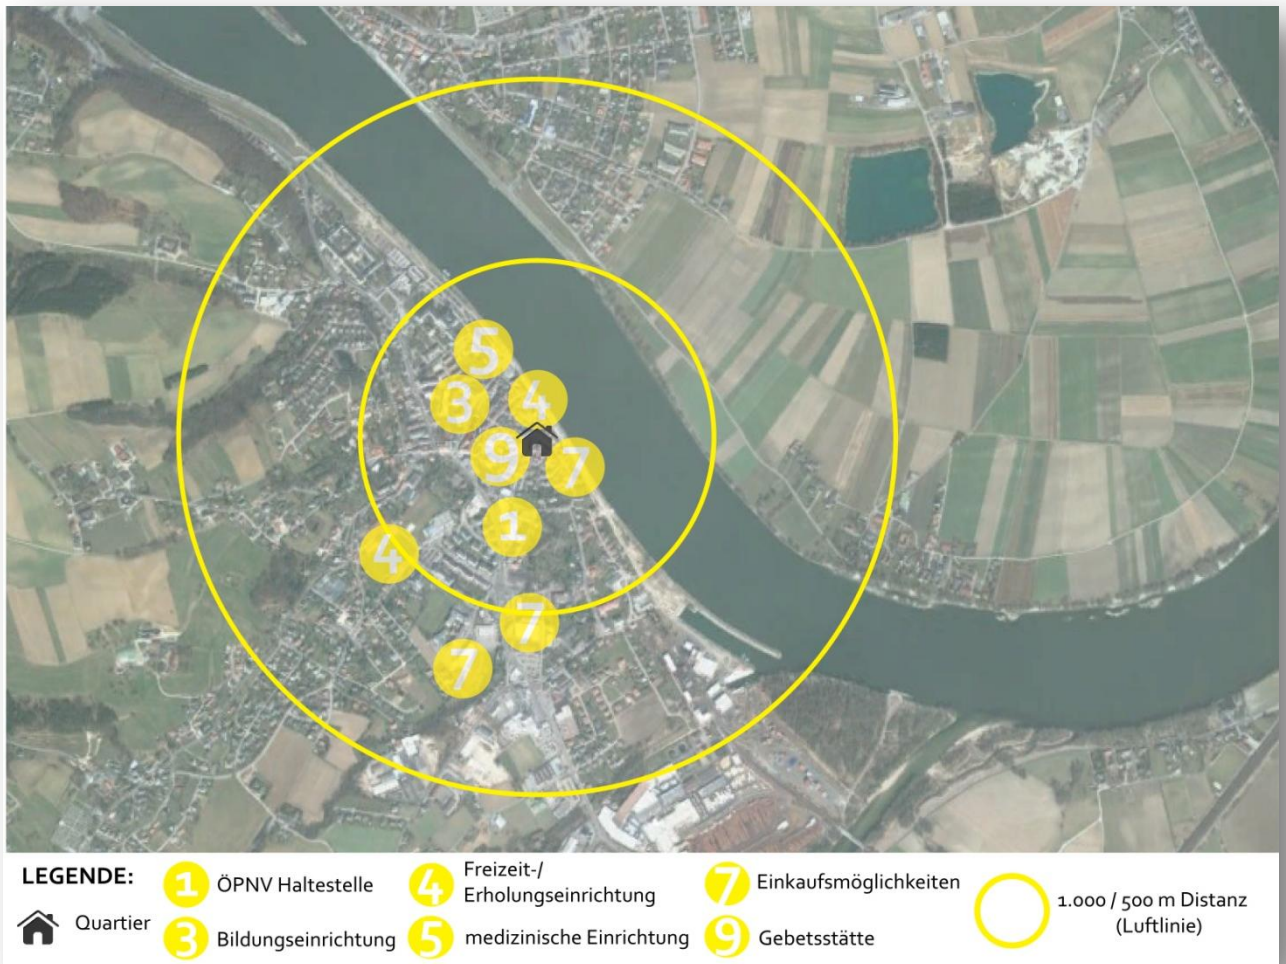 5
3
4
9
7
1
4
7
7
LEGENDE:
Quartier
1 ÖPNV Haltestelle
3 Bildungseinrichtung
4 Freizeit-/
Erholungseinrichtung
5 medizinische Einrichtung
7 Einkaufsmöglichkeiten
9 Gebetsstätte
1.000 / 500 m Distanz
(Luftlinie)